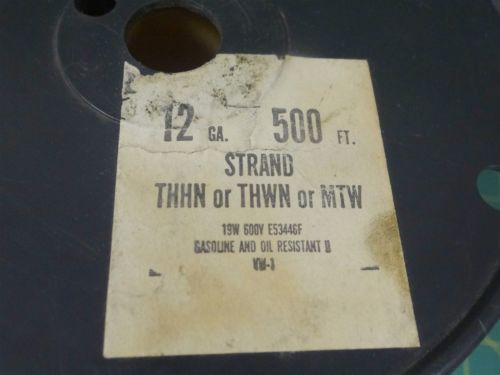 12 GA. 500 FT.
STRAND
THHN or THWN or MTW
19W 600V E53446F
GASOLINE AND OIL RESISTANT II
VW-1